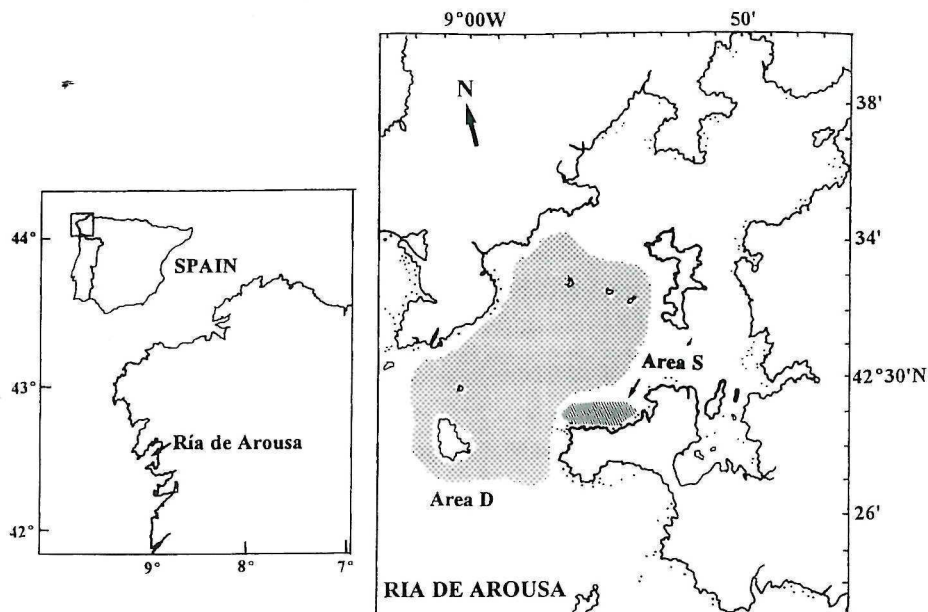 9°00W
50'
N
38'
34'
Area S
42°30'N
Area D
26'
RIA DE AROUSA
44°
SPAIN
43°
Ría de Arousa
42°
9°
8°
7°